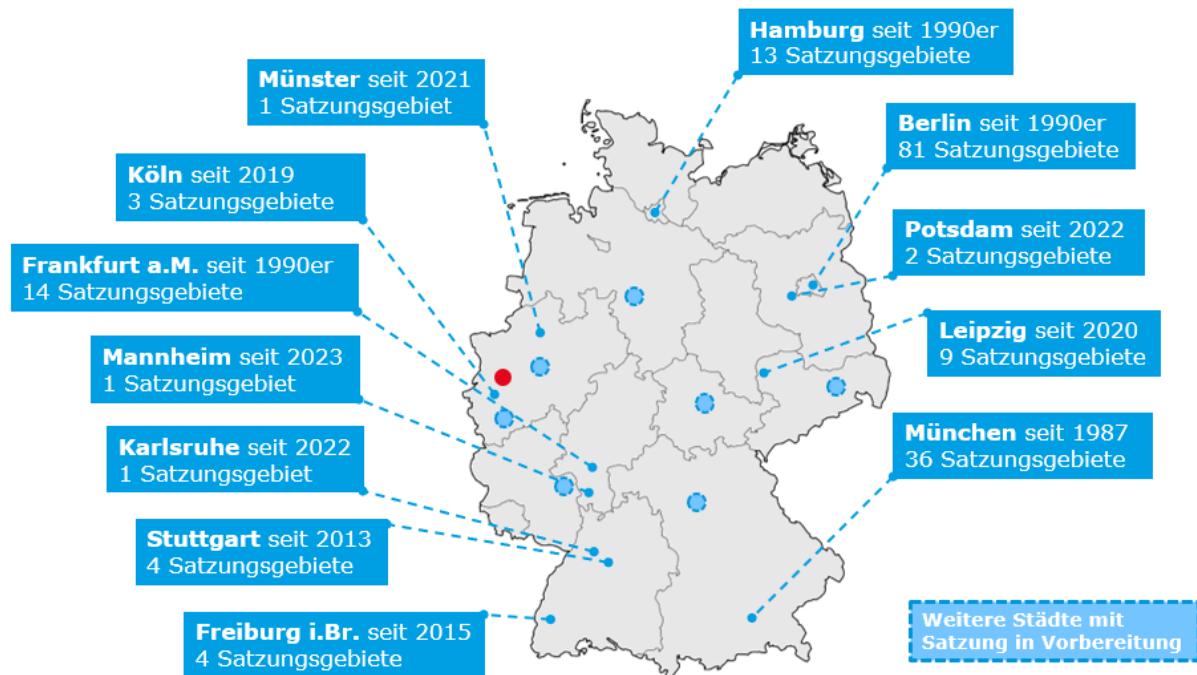 Hamburg seit 1990er
13 Satzungsgebiete
Münster seit 2021
1 Satzungsgebiet
Berlin seit 1990er
81 Satzungsgebiete
Köln seit 2019
3 Satzungsgebiete
Potsdam seit 2022
2 Satzungsgebiete
Frankfurt a.M. seit 1990er
14 Satzungsgebiete
Leipzig seit 2020
9 Satzungsgebiete
Mannheim seit 2023
1 Satzungsgebiet
Karlsruhe seit 2022
1 Satzungsgebiet
München seit 1987
36 Satzungsgebiete
Stuttgart seit 2013
4 Satzungsgebiete
Freiburg i.Br. seit 2015
4 Satzungsgebiete
Weitere Städte mit
Satzung in Vorbereitung